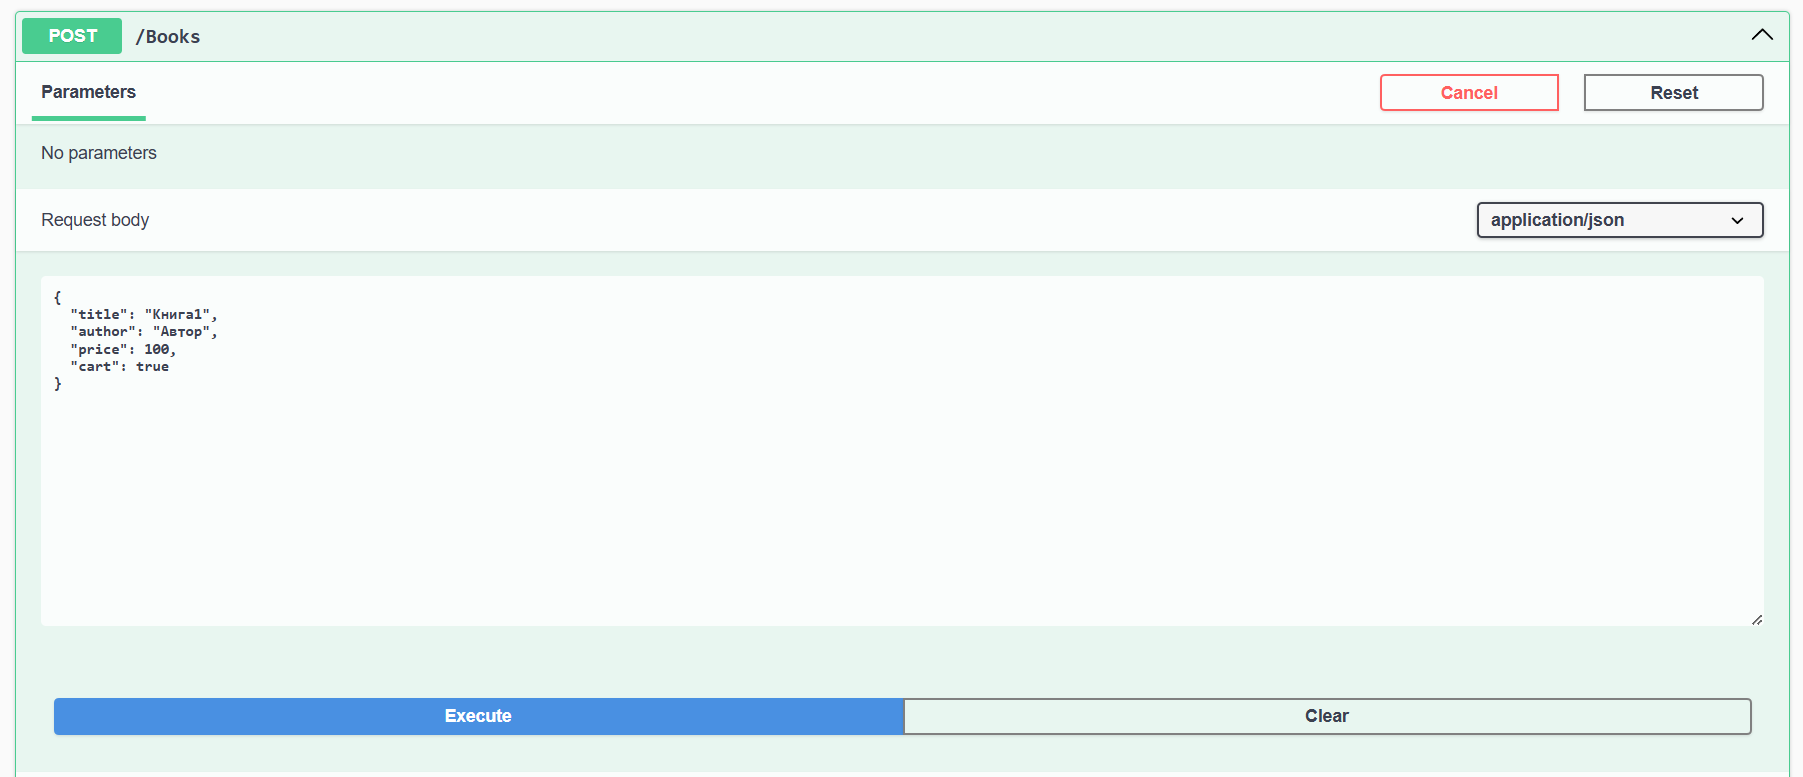 POST /Books
Parameters
Cancel
Reset
No parameters
Request body
application/json
{
  "title": "Книга1",
  "author": "Автор",
  "price": 100,
  "cart": true
}
Execute
Clear